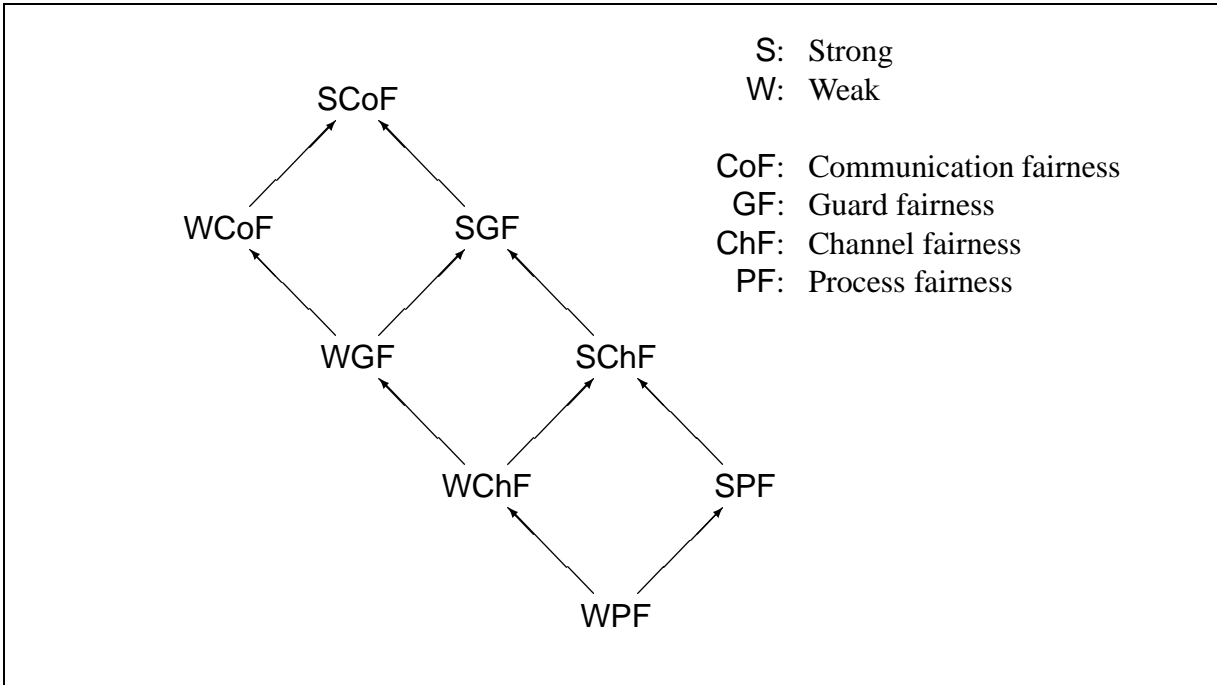 S: Strong
W: Weak
SCoF
CoF: Communication fairness
WCoF SGF
GF: Guard fairness
ChF: Channel fairness
PF: Process fairness
WGF SChF
WChF SPF
WPF